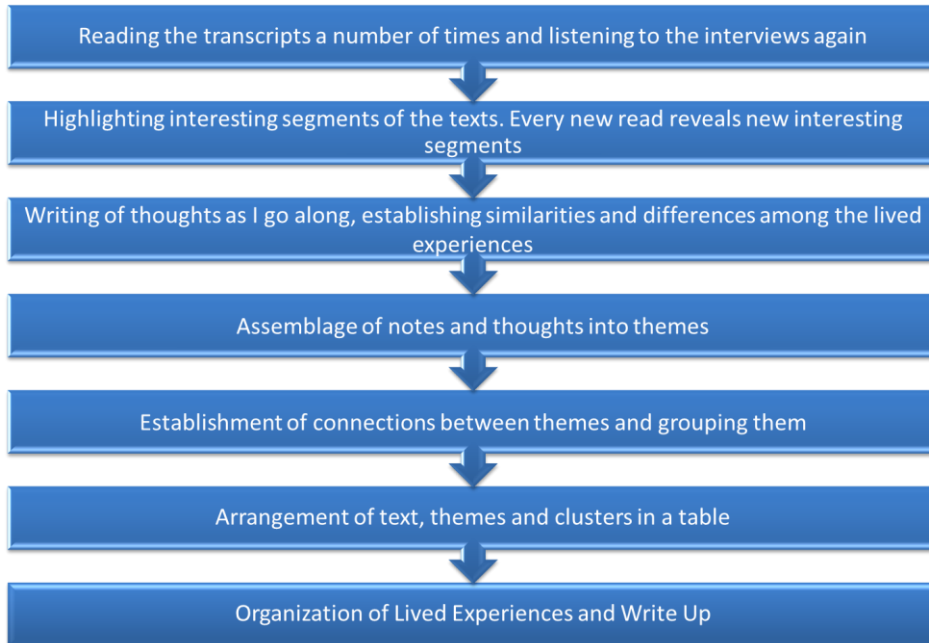 Reading the transcripts a number of times and listening to the interviews again
Highlighting interesting segments of the texts. Every new read reveals new interesting
segments
Writing of thoughts as I go along, establishing similarities and differences among the lived
experiences
Assemblage of notes and thoughts into themes
Establishment of connections between themes and grouping them
Arrangement of text, themes and clusters in a table
Organization of Lived Experiences and Write Up